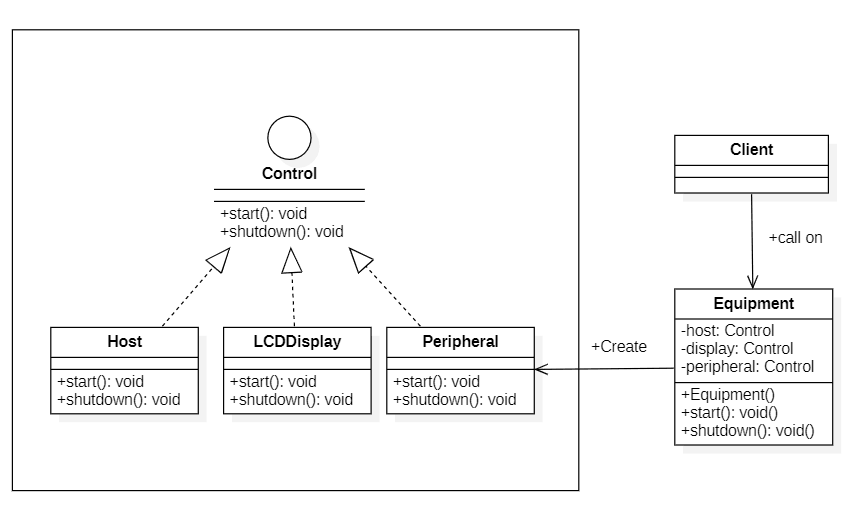 Control
+start(): void
+shutdown(): void
Host
+start(): void
+shutdown(): void
LCDDisplay
+start(): void
+shutdown(): void
Peripheral
+start(): void
+shutdown(): void
Client
+call on
+Create
Equipment
-host: Control
-display: Control
-peripheral: Control
+Equipment()
+start(): void()
+shutdown(): void()